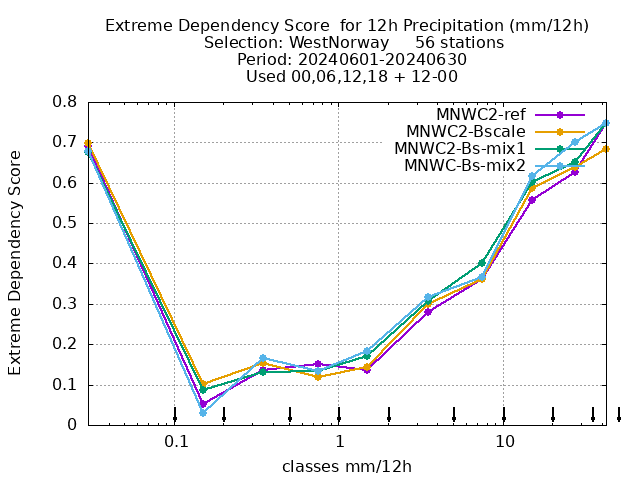 Extreme Dependency Score  for 12h Precipitation (mm/12h)
Selection: WestNorway     56 stations
Period: 20240601-20240630
Used 00,06,12,18 + 12-00
MNWC2-ref
MNWC2-Bscale
MNWC2-Bs-mix1
MNWC-Bs-mix2
Extreme Dependency Score
0.8
0.7
0.6
0.5
0.4
0.3
0.2
0.1
0
0.1 1 10
classes mm/12h